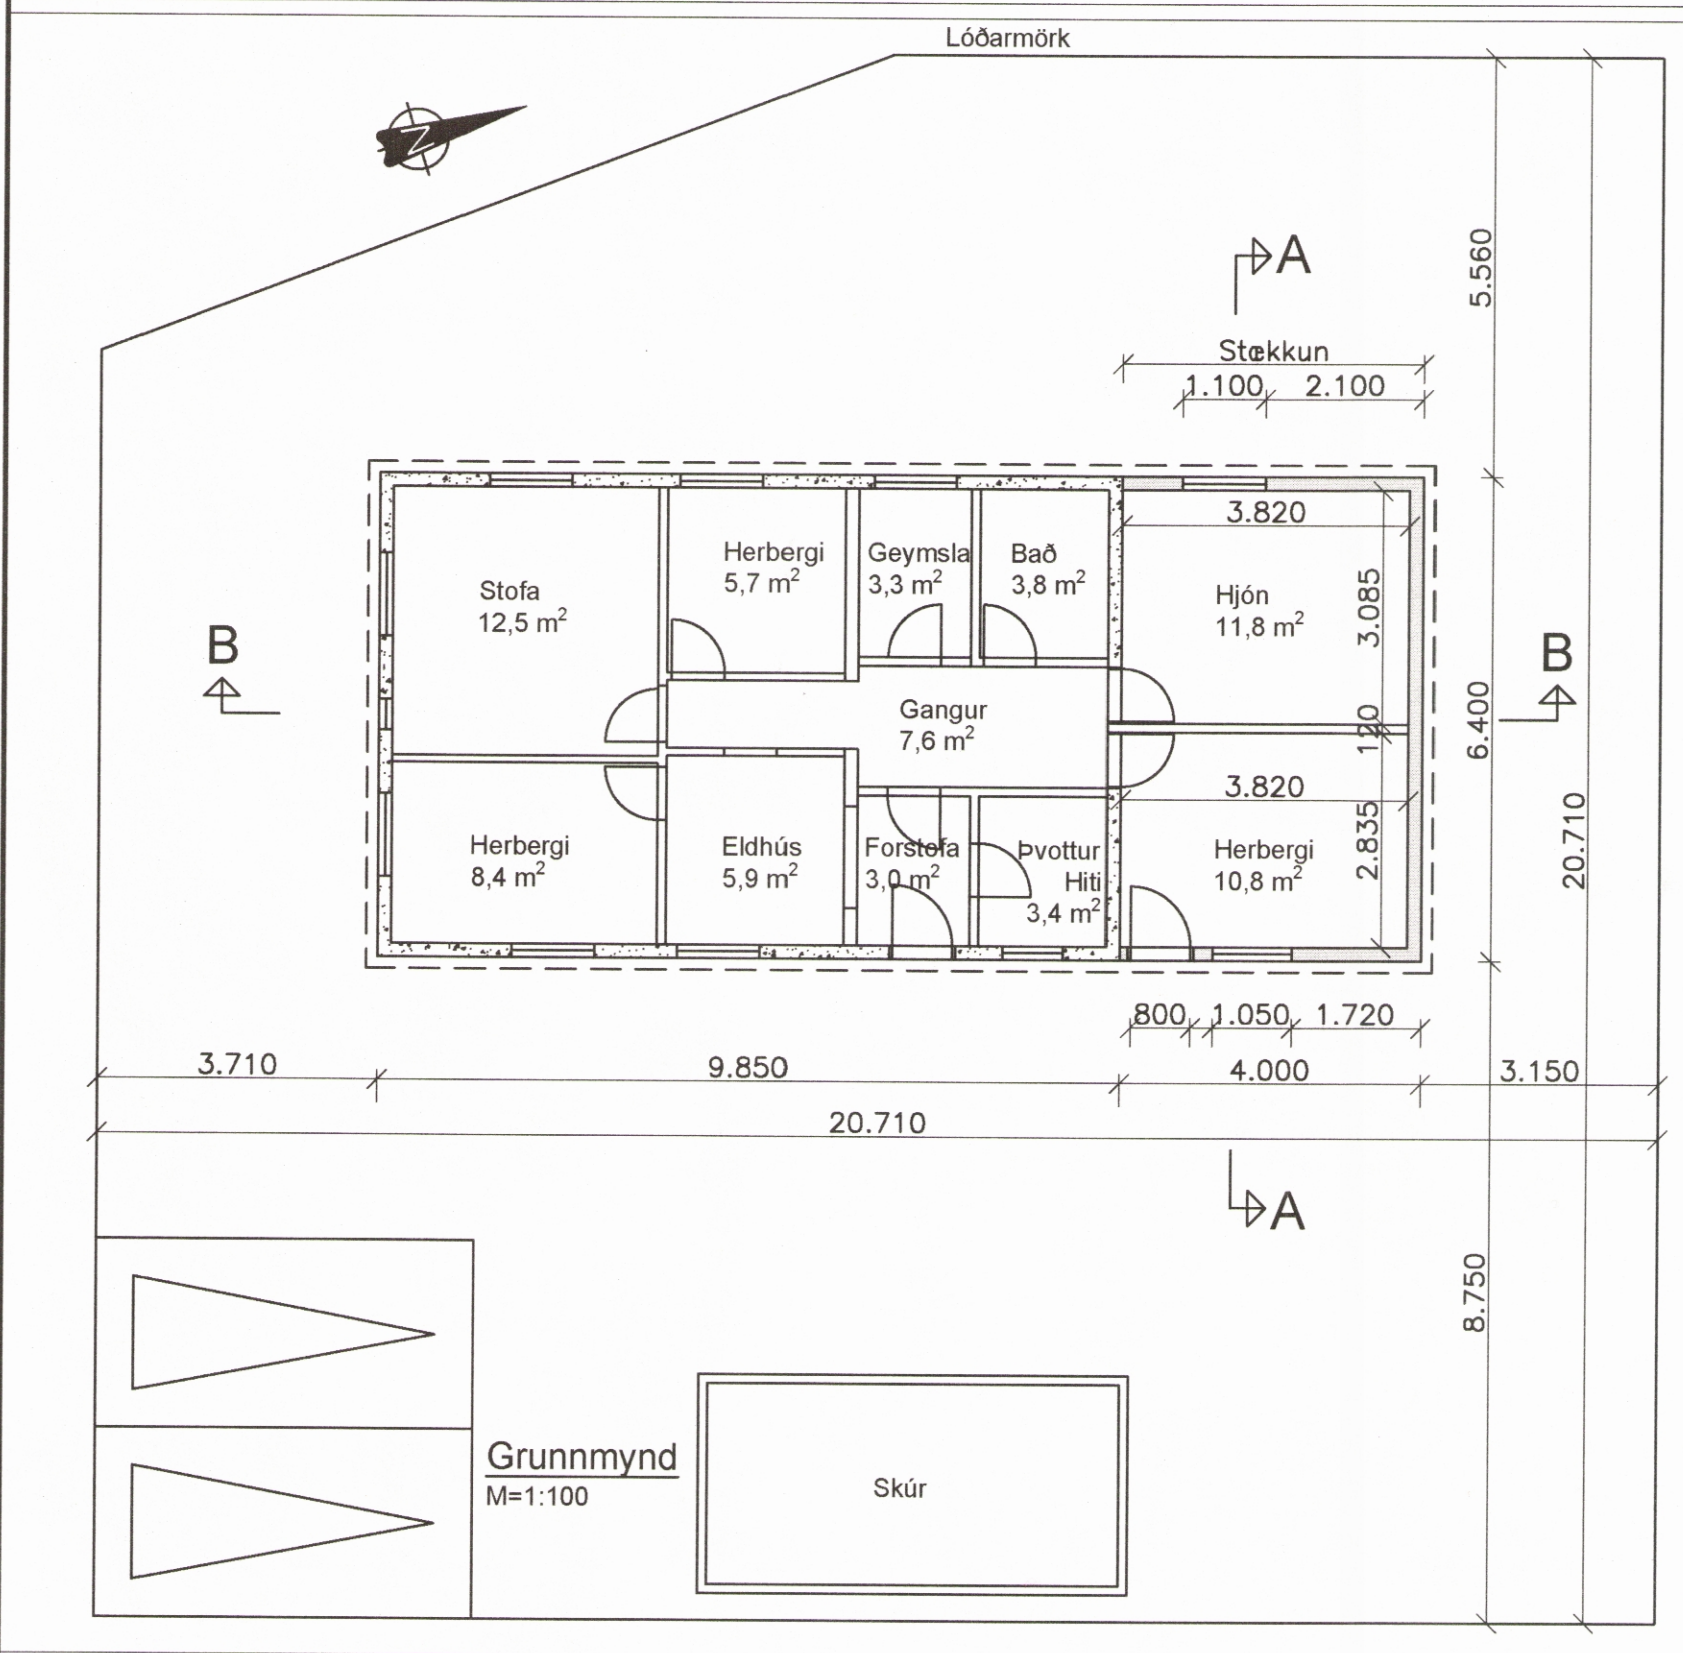 Lóðarmörk
N
A
5.560
Stækkun
1.100
2.100
3.820
Herbergi
5,7 m²
Geymsla
3,3 m²
Bað
3,8 m²
Stofa
12,5 m²
Hjón
11,8 m²
3.085
B
B
Gangur
7,6 m²
120
6.400
3.820
20.710
Herbergi
8,4 m²
Eldhús
5,9 m²
Forstofa
3,0 m²
Þvottur
Hiti
3,4 m²
Herbergi
10,8 m²
2.835
800
1.050
1.720
3.710
9.850
4.000
3.150
20.710
A
8.750
Grunnmynd
M=1:100
Skúr